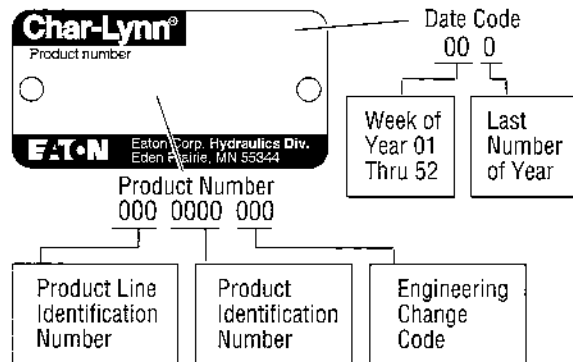 Char-Lynn®
Product number
EATON
Eaton Corp. Hydraulics Div.
Eden Prairie, MN 55344
Date Code
00 0
Week of
Year 01
Thru 52
Last
Number
of Year
Product Number
000 0000 000
Product Line
Identification
Number
Product
Identification
Number
Engineering
Change
Code